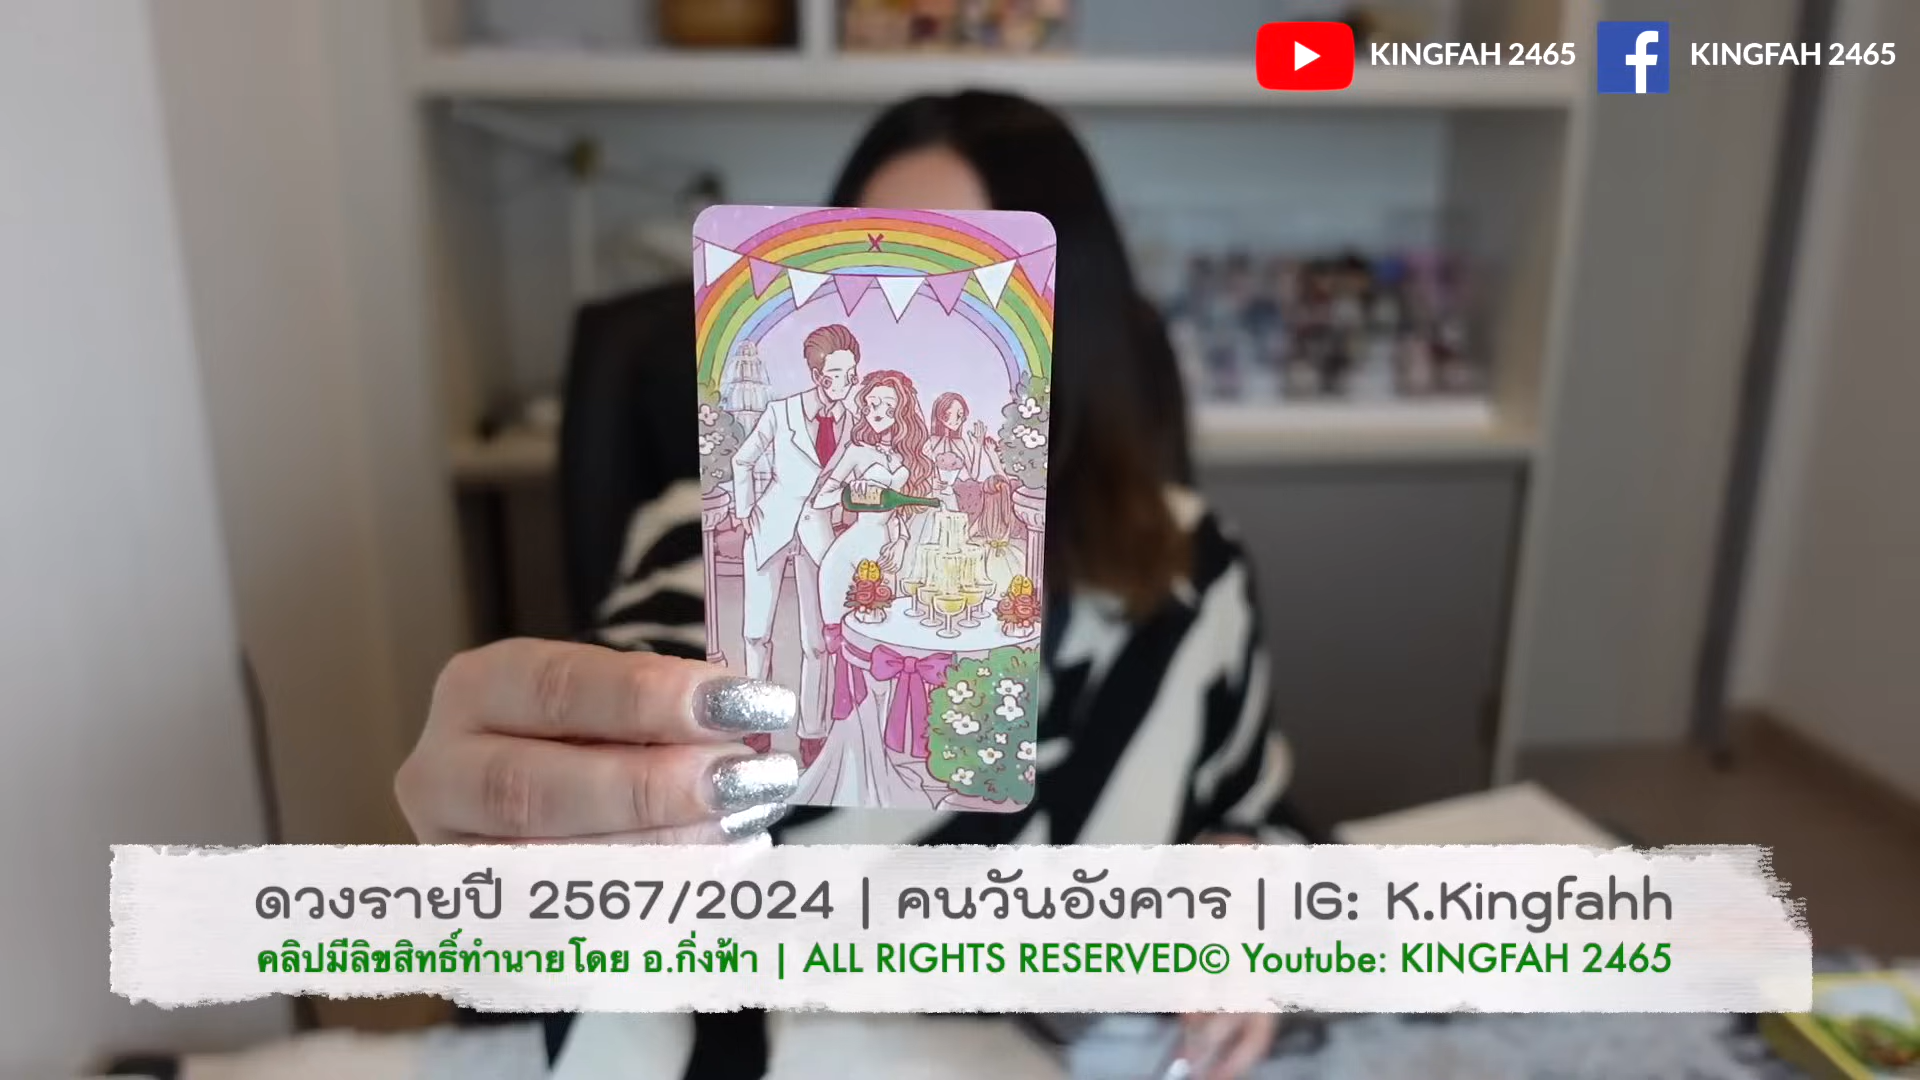 KINGFAH 2465 KINGFAH 2465
X
ดวงรายปี 2567/2024 | คนวันอังคาร | IG: K.Kingfahh
คลิปมีลิขสิทธิ์ทำนายโดย อ.กิ่งฟ้า | ALL RIGHTS RESERVED© Youtube: KINGFAH 2465